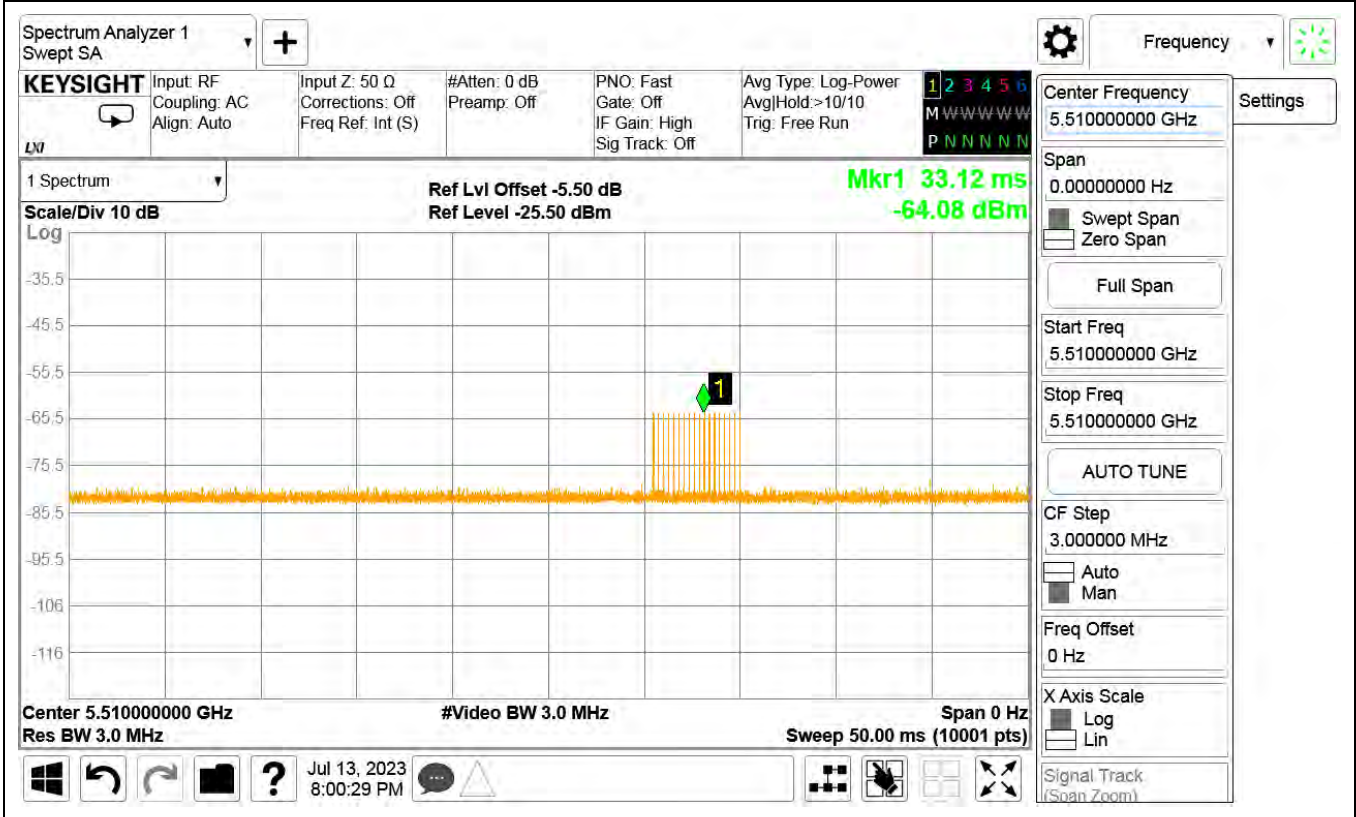 Spectrum Analyzer 1
Swept SA
+
Frequency
KEYSIGHT
LXI
Input: RF
Coupling: AC
Align: Auto
Input Z: 50 Ω
Corrections: Off
Freq Ref: Int (S)
#Atten: 0 dB
Preamp: Off
PNO: Fast
Gate: Off
IF Gain: High
Sig Track: Off
Avg Type: Log-Power
Avg|Hold:>10/10
Trig: Free Run
1 2 3 4 5 6
M W W W W W
P N N N N N
1 Spectrum
Scale/Div 10 dB
Log
Ref Lvl Offset -5.50 dB
Ref Level -25.50 dBm
Mkr1 33.12 ms
-64.08 dBm
-35.5
-45.5
-55.5
1
-65.5
-75.5
-85.5
-95.5
-106
-116
Center 5.510000000 GHz
Res BW 3.0 MHz
#Video BW 3.0 MHz
Span 0 Hz
Sweep 50.00 ms (10001 pts)
Center Frequency
5.510000000 GHz
Settings
Span
0.00000000 Hz
Swept Span
Zero Span
Full Span
Start Freq
5.510000000 GHz
Stop Freq
5.510000000 GHz
AUTO TUNE
CF Step
3.000000 MHz
Auto
Man
Freq Offset
0 Hz
X Axis Scale
Log
Lin
Signal Track
(Span Zoom)
?
Jul 13, 2023
8:00:29 PM